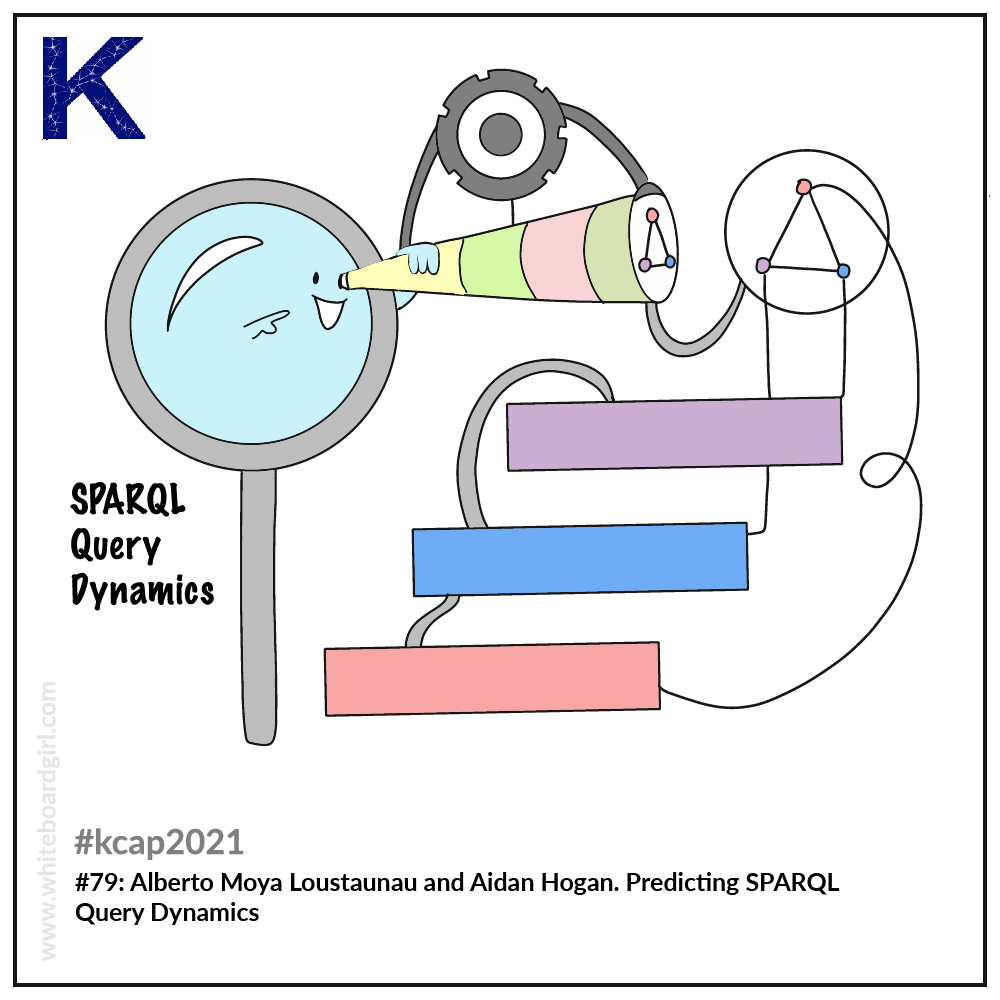 K
SPARQL
Query
Dynamics
www.whiteboardgirl.com
#kcap2021
#79: Alberto Moya Loustaunau and Aidan Hogan. Predicting SPARQL
Query Dynamics